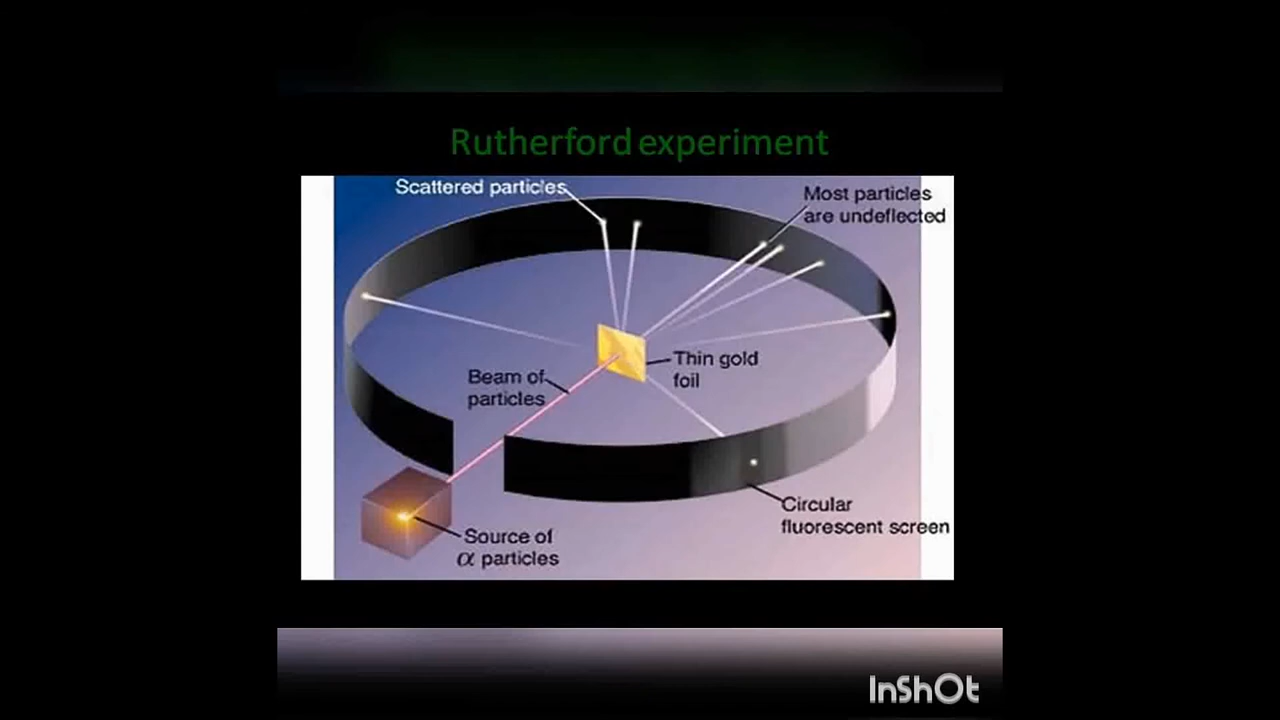 Rutherford experiment
Scattered particles
Most particles
are undeflected
Thin gold
foil
Beam of
particles
Circular
fluorescent screen
Source of
α particles
InShOt